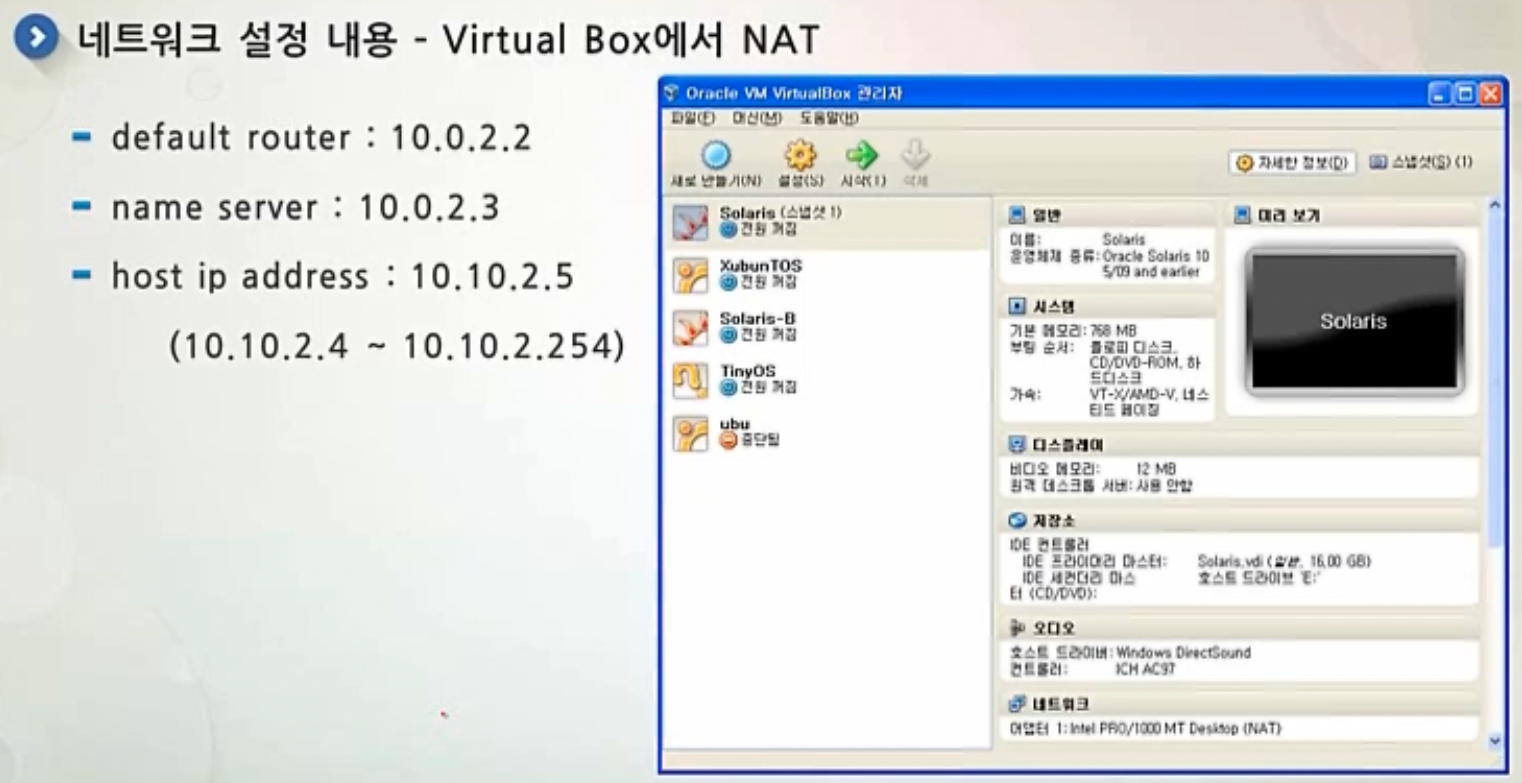 네트워크 설정 내용 - Virtual Box에서 NAT
default router : 10.0.2.2
name server : 10.0.2.3
host ip address : 10.10.2.5
(10.10.2.4 ~ 10.10.2.254)
Oracle VM VirtualBox 관리자
파일(F) 머신(M) 도움말(H)
새로 만들기(N) 설정(S) 시작(T) 삭제
자세한 정보(D) 스냅샷(S) (1)
Solaris (스냅샷 1)
전원 꺼짐
XubunTOS
전원 꺼짐
Solaris-B
전원 꺼짐
TinyOS
전원 꺼짐
ubu
중단됨
일반
이름: Solaris
운영체제 종류: Oracle Solaris 10
5/09 and earlier
미리 보기
Solaris
시스템
기본 메모리: 768 MB
부팅 순서: 플로피 디스크,
CD/DVD-ROM, 하
드디스크
가속: VT-X/AMD-V, 네스
티드 페이징
디스플레이
비디오 메모리: 12 MB
원격 데스크톱 서버: 사용 안함
저장소
IDE 컨트롤러
IDE 프라이머리 마스터: Solaris.vdi (일반, 16.00 GB)
IDE 세컨더리 마스 호스트 드라이브 'E:'
터 (CD/DVD):
오디오
호스트 드라이버: Windows DirectSound
컨트롤러: ICH AC97
네트워크
어댑터 1: Intel PRO/1000 MT Desktop (NAT)